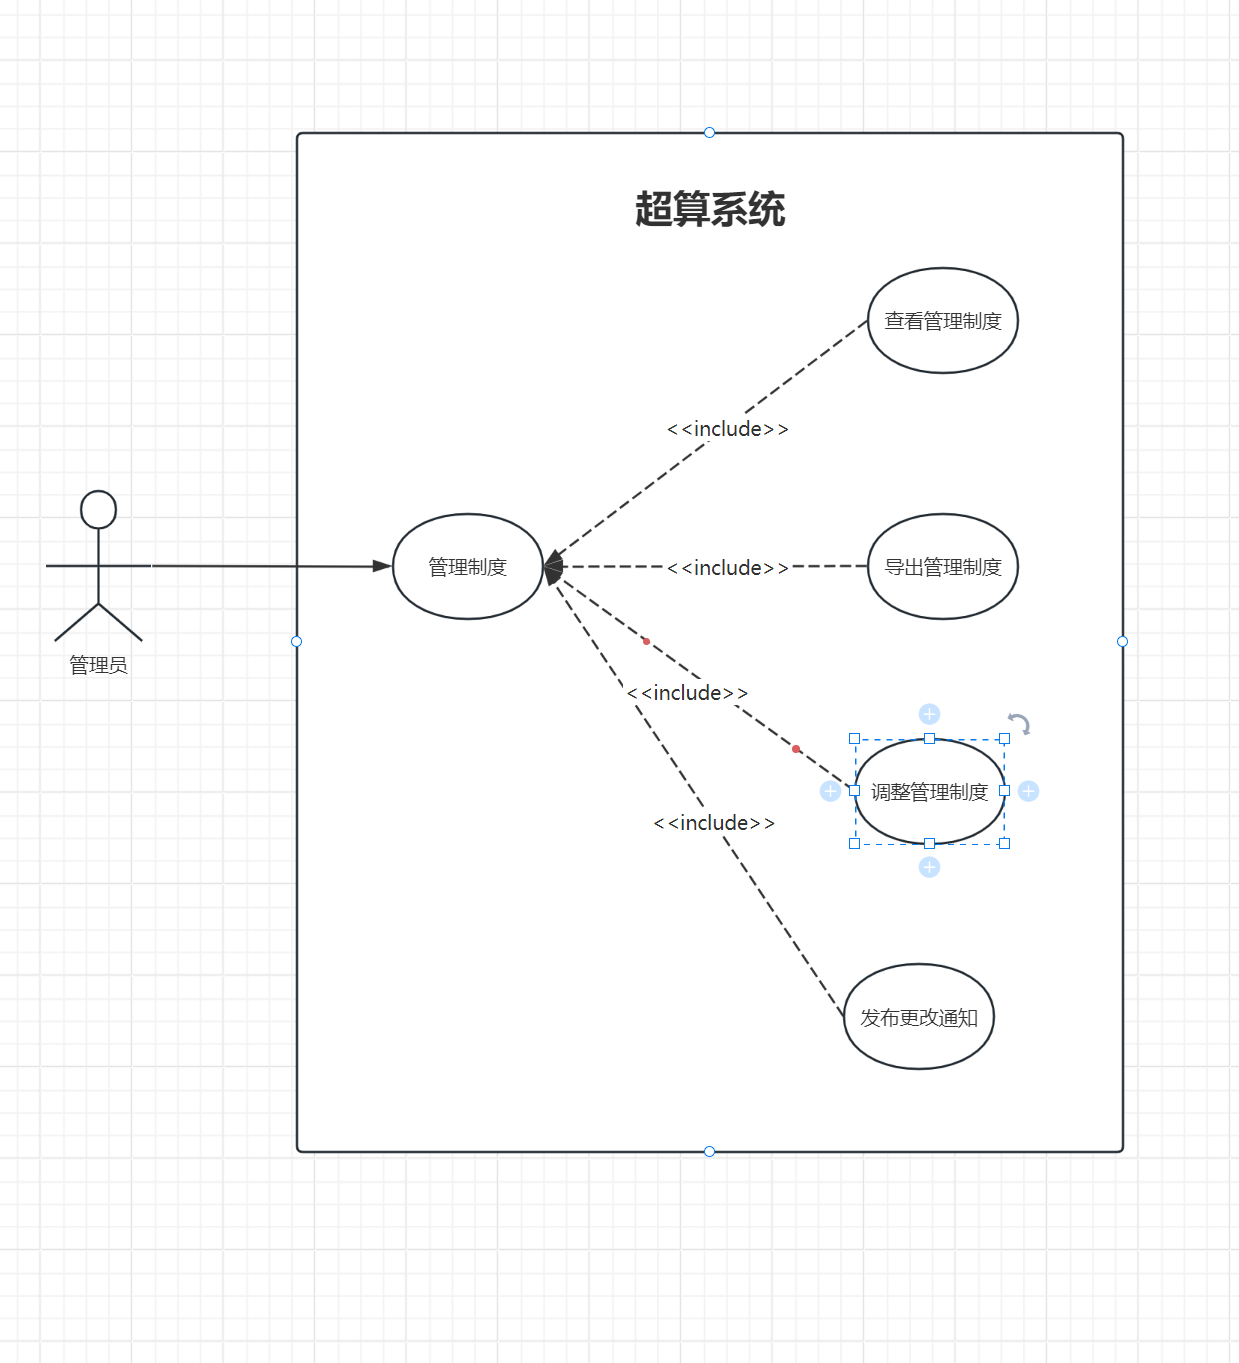 超算系统
查看管理制度
<<include>>
管理制度
<<include>>
导出管理制度
管理员
<<include>>
调整管理制度
<<include>>
发布更改通知